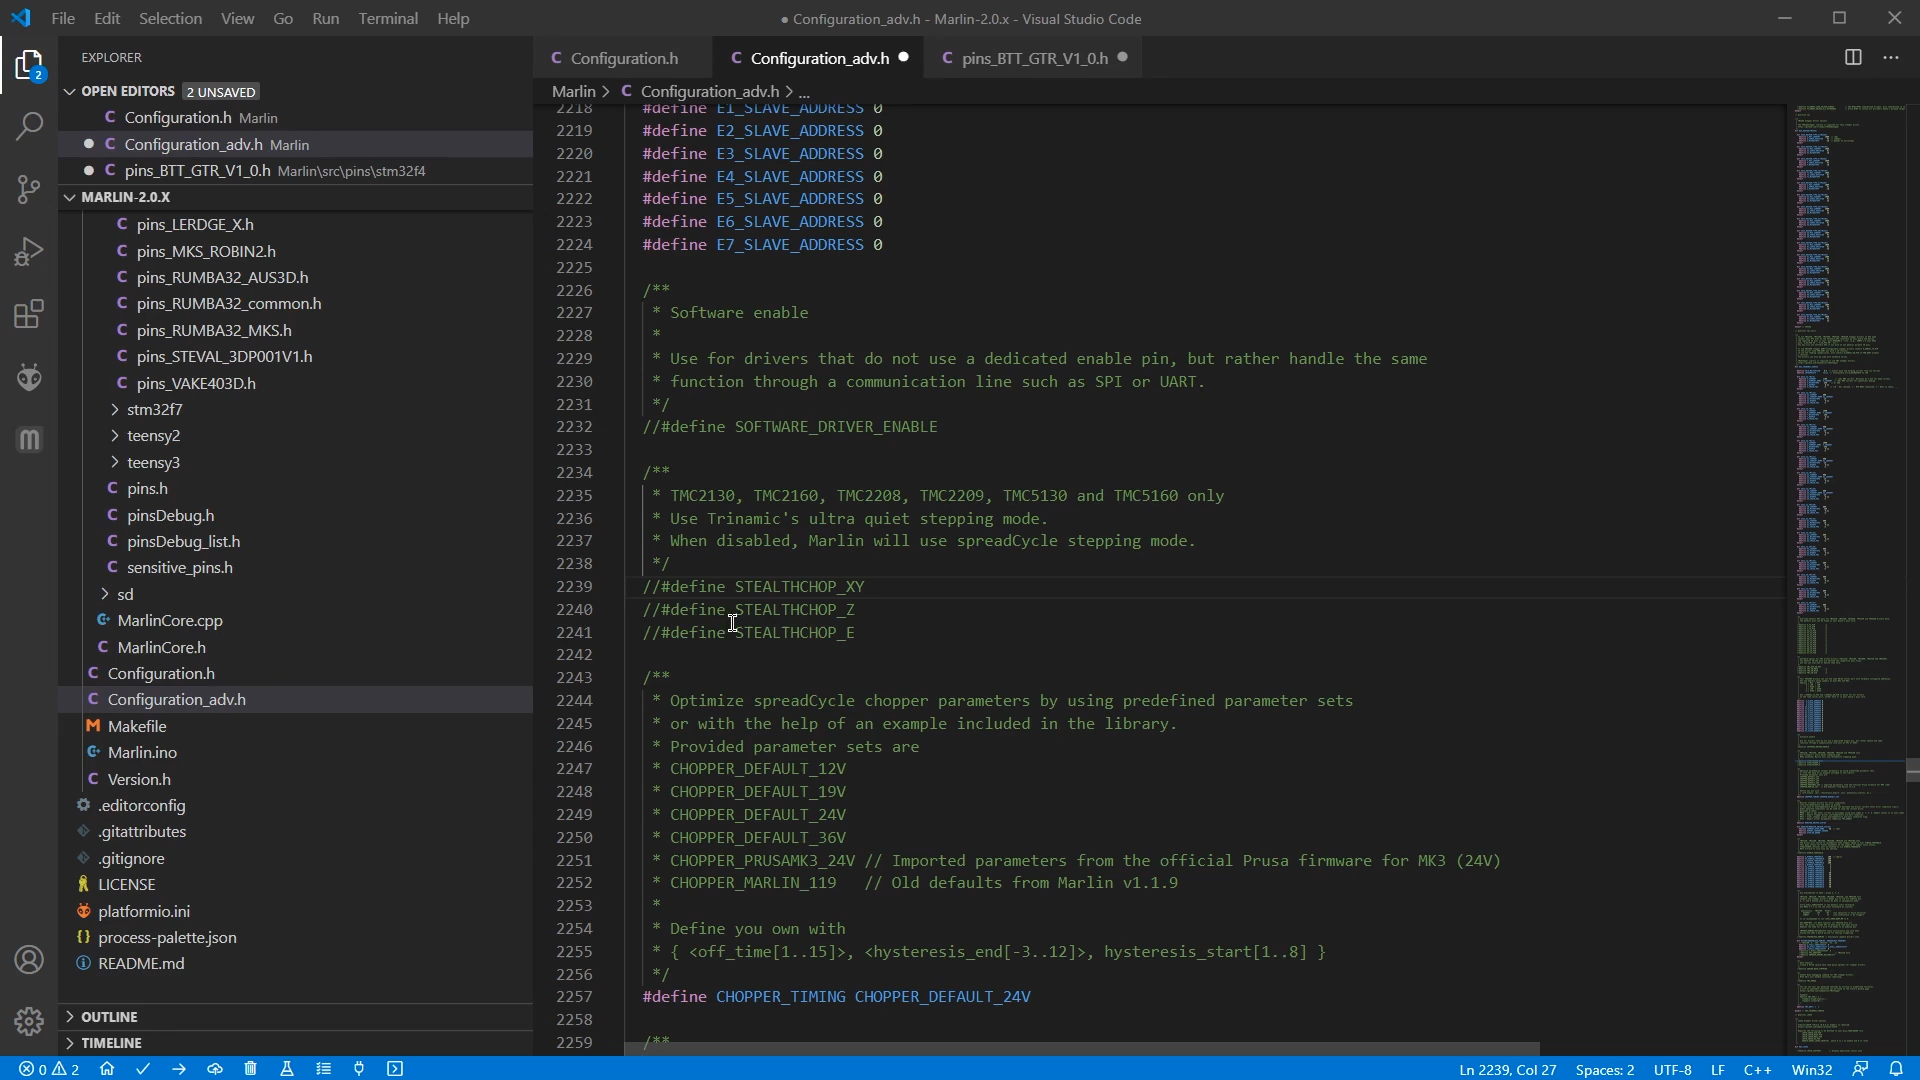 File Edit Selection View Go Run Terminal Help
● Configuration_adv.h - Marlin-2.0.x - Visual Studio Code
EXPLORER
OPEN EDITORS 2 UNSAVED
C Configuration.h Marlin
● C Configuration_adv.h Marlin
● C pins_BTT_GTR_V1_0.h Marlin\src\pins\stm32f4
MARLIN-2.0.X
C pins_LERDGE_X.h
C pins_MKS_ROBIN2.h
C pins_RUMBA32_AUS3D.h
C pins_RUMBA32_common.h
C pins_RUMBA32_MKS.h
C pins_STEVAL_3DP001V1.h
C pins_VAKE403D.h
stm32f7
teensy2
teensy3
C pins.h
C pinsDebug.h
C pinsDebug_list.h
C sensitive_pins.h
sd
MarlinCore.cpp
C MarlinCore.h
C Configuration.h
C Configuration_adv.h
M Makefile
Marlin.ino
C Version.h
.editorconfig
.gitattributes
.gitignore
LICENSE
platformio.ini
{} process-palette.json
README.md
OUTLINE
TIMELINE
2
C Configuration.h
C Configuration_adv.h ●
C pins_BTT_GTR_V1_0.h ●
Marlin > C Configuration_adv.h > ...
2218 #define E1_SLAVE_ADDRESS 0
2219 #define E2_SLAVE_ADDRESS 0
2220 #define E3_SLAVE_ADDRESS 0
2221 #define E4_SLAVE_ADDRESS 0
2222 #define E5_SLAVE_ADDRESS 0
2223 #define E6_SLAVE_ADDRESS 0
2224 #define E7_SLAVE_ADDRESS 0
2225
2226 /**
2227 * Software enable
2228 *
2229 * Use for drivers that do not use a dedicated enable pin, but rather handle the same
2230 * function through a communication line such as SPI or UART.
2231 */
2232 //#define SOFTWARE_DRIVER_ENABLE
2233
2234 /**
2235 * TMC2130, TMC2160, TMC2208, TMC2209, TMC5130 and TMC5160 only
2236 * Use Trinamic's ultra quiet stepping mode.
2237 * When disabled, Marlin will use spreadCycle stepping mode.
2238 */
2239 //#define STEALTHCHOP_XY
2240 //#define STEALTHCHOP_Z
2241 //#define STEALTHCHOP_E
2242
2243 /**
2244 * Optimize spreadCycle chopper parameters by using predefined parameter sets
2245 * or with the help of an example included in the library.
2246 * Provided parameter sets are
2247 * CHOPPER_DEFAULT_12V
2248 * CHOPPER_DEFAULT_19V
2249 * CHOPPER_DEFAULT_24V
2250 * CHOPPER_DEFAULT_36V
2251 * CHOPPER_PRUSAMK3_24V // Imported parameters from the official Prusa firmware for MK3 (24V)
2252 * CHOPPER_MARLIN_119 // Old defaults from Marlin v1.1.9
2253 *
2254 * Define you own with
2255 * { <off_time[1..15]>, <hysteresis_end[-3..12]>, hysteresis_start[1..8] }
2256 */
2257 #define CHOPPER_TIMING CHOPPER_DEFAULT_24V
2258
2259 /**
0 2
Ln 2239, Col 27 Spaces: 2 UTF-8 LF C++ Win32